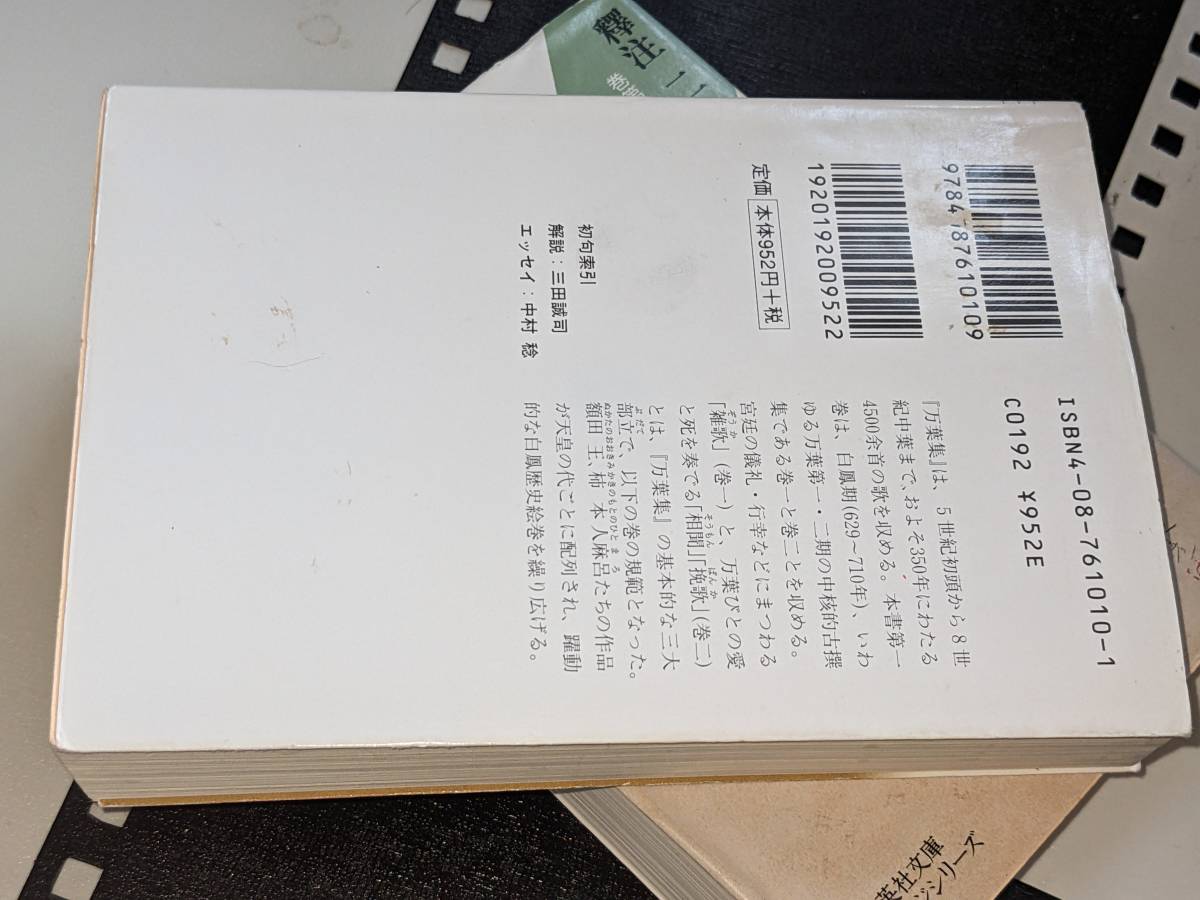 9784087610109
1920192009522
定価 本体952円+税
ISBN4-08-761010-1
C0192 ¥952E
『万葉集』は、5世紀初頭から8世
紀中葉まで、およそ350年にわたる
4500余首の歌を収める。本書第一
巻は、白鳳期(629〜710年)、いわ
ゆる万葉第一・二期の中核的古撰
集である巻一と巻二とを収める。
宮廷の儀礼・行幸などにまつわる
「雑歌」(巻一)と、万葉びとの愛
と死を奏でる「相聞」「挽歌」(巻二)
とは、『万葉集』の基本的な三大
部立で、以下の巻の規範となった。
額田王、柿本人麻呂たちの作品
が天皇の代ごとに配列され、躍動
的な白鳳歴史絵巻を繰り広げる。
初句索引
解説:三田誠司
エッセイ:中村 稔
釋注 一
英社文庫
シリーズ